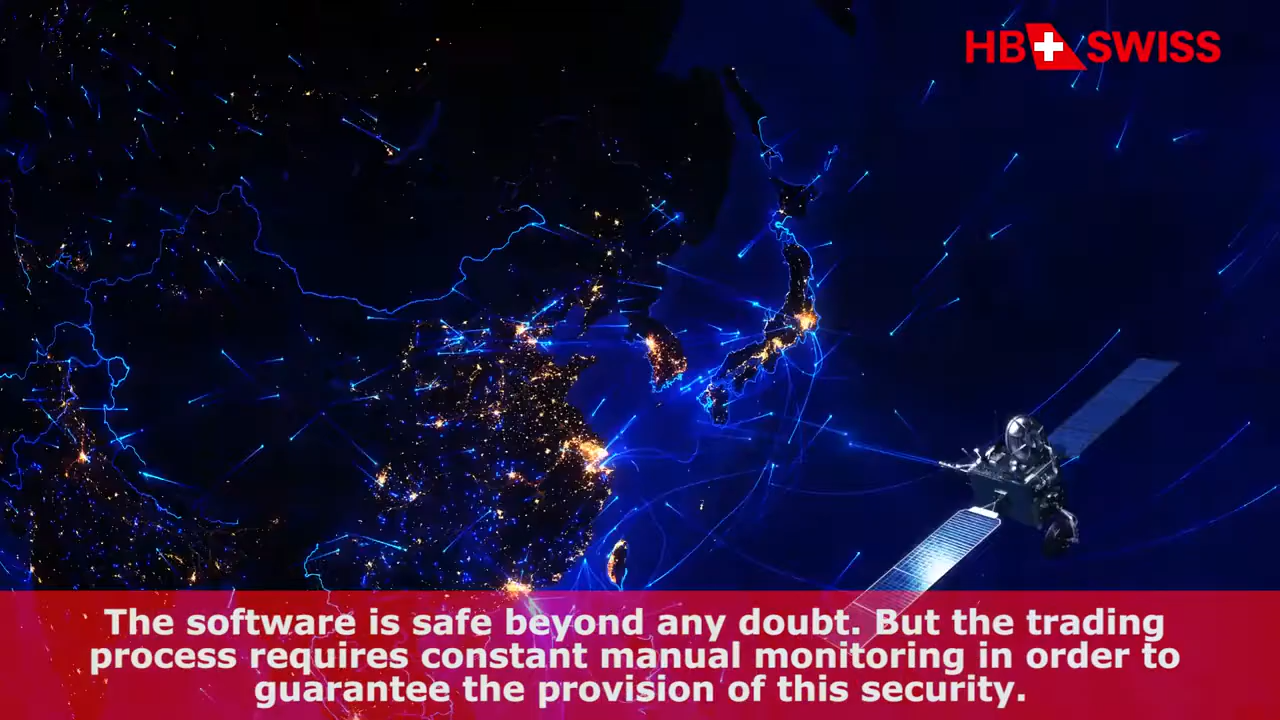 HB SWISS
The software is safe beyond any doubt. But the trading
process requires constant manual monitoring in order to
guarantee the provision of this security.